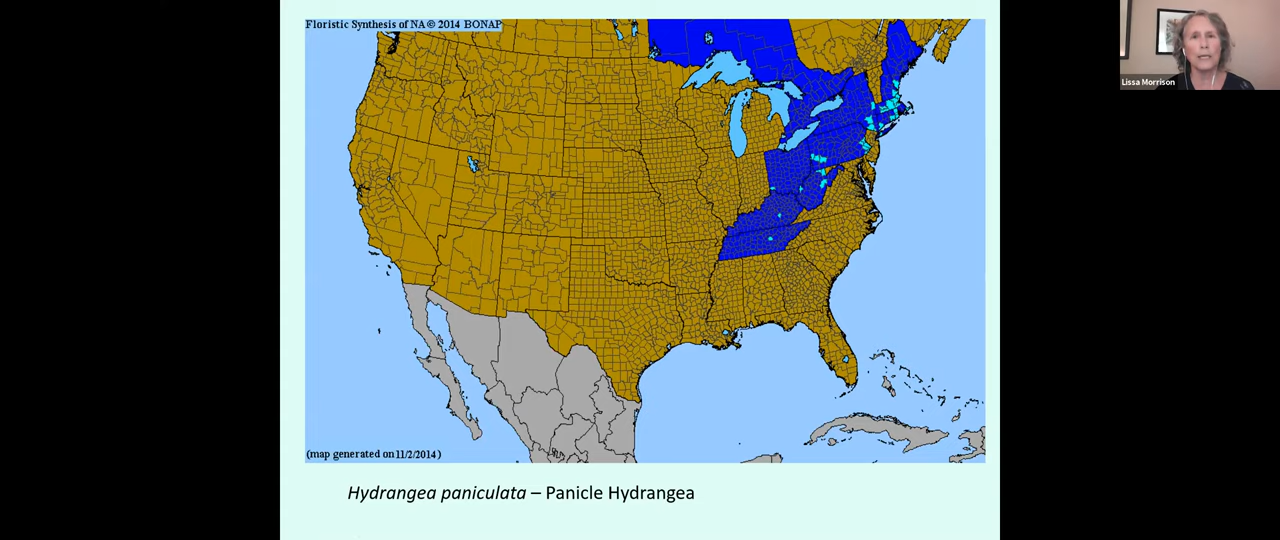 Floristic Synthesis of NA © 2014 BONAP
Lissa Morrison
(map generated on 11/2/2014)
Hydrangea paniculata – Panicle Hydrangea